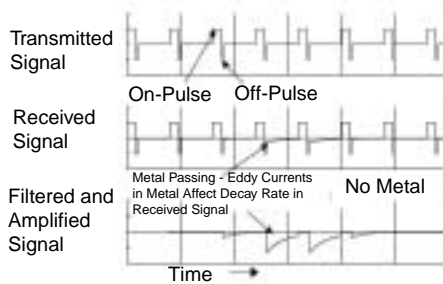 Transmitted
Signal
On-Pulse Off-Pulse
Received
Signal
Metal Passing - Eddy Currents
in Metal Affect Decay Rate in
Received Signal
No Metal
Filtered and
Amplified
Signal
Time